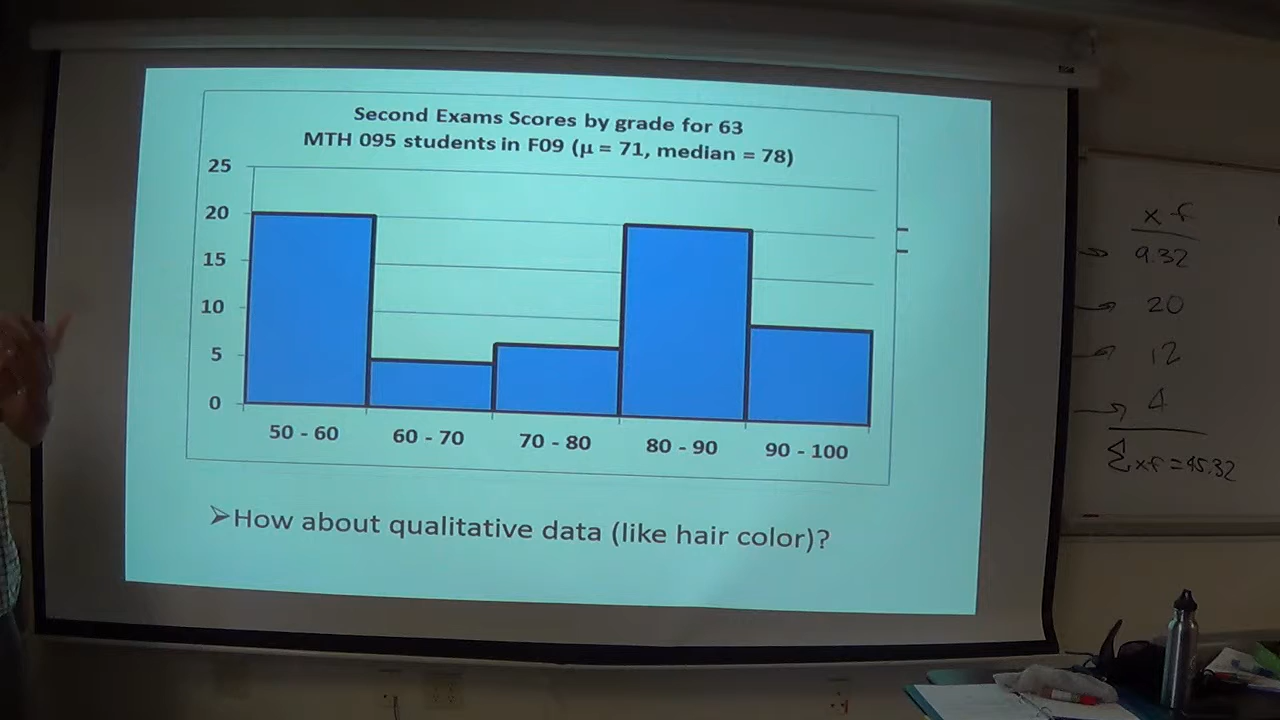 Second Exams Scores by grade for 63
MTH 095 students in F09 (μ = 71, median = 78)
25
20
15
10
5
0
50 - 60
60 - 70
70 - 80
80 - 90
90 - 100
➢How about qualitative data (like hair color)?
x f
9.32
20
12
4
Σxf = 45.32